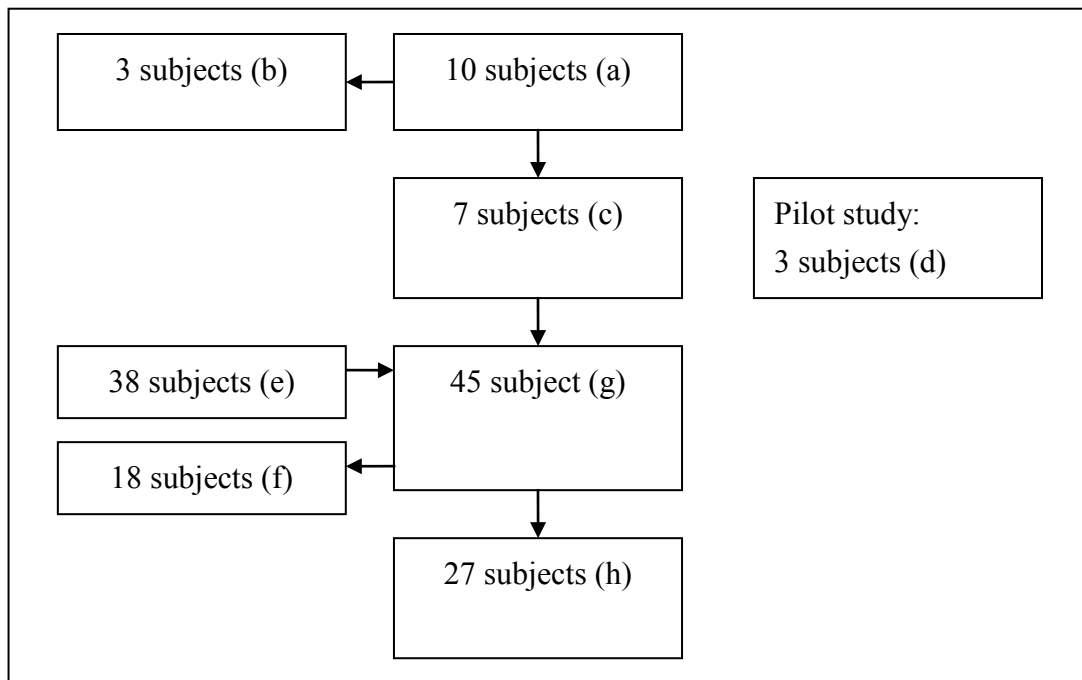 3 subjects (b)
10 subjects (a)
7 subjects (c)
Pilot study:
3 subjects (d)
38 subjects (e)
45 subject (g)
18 subjects (f)
27 subjects (h)